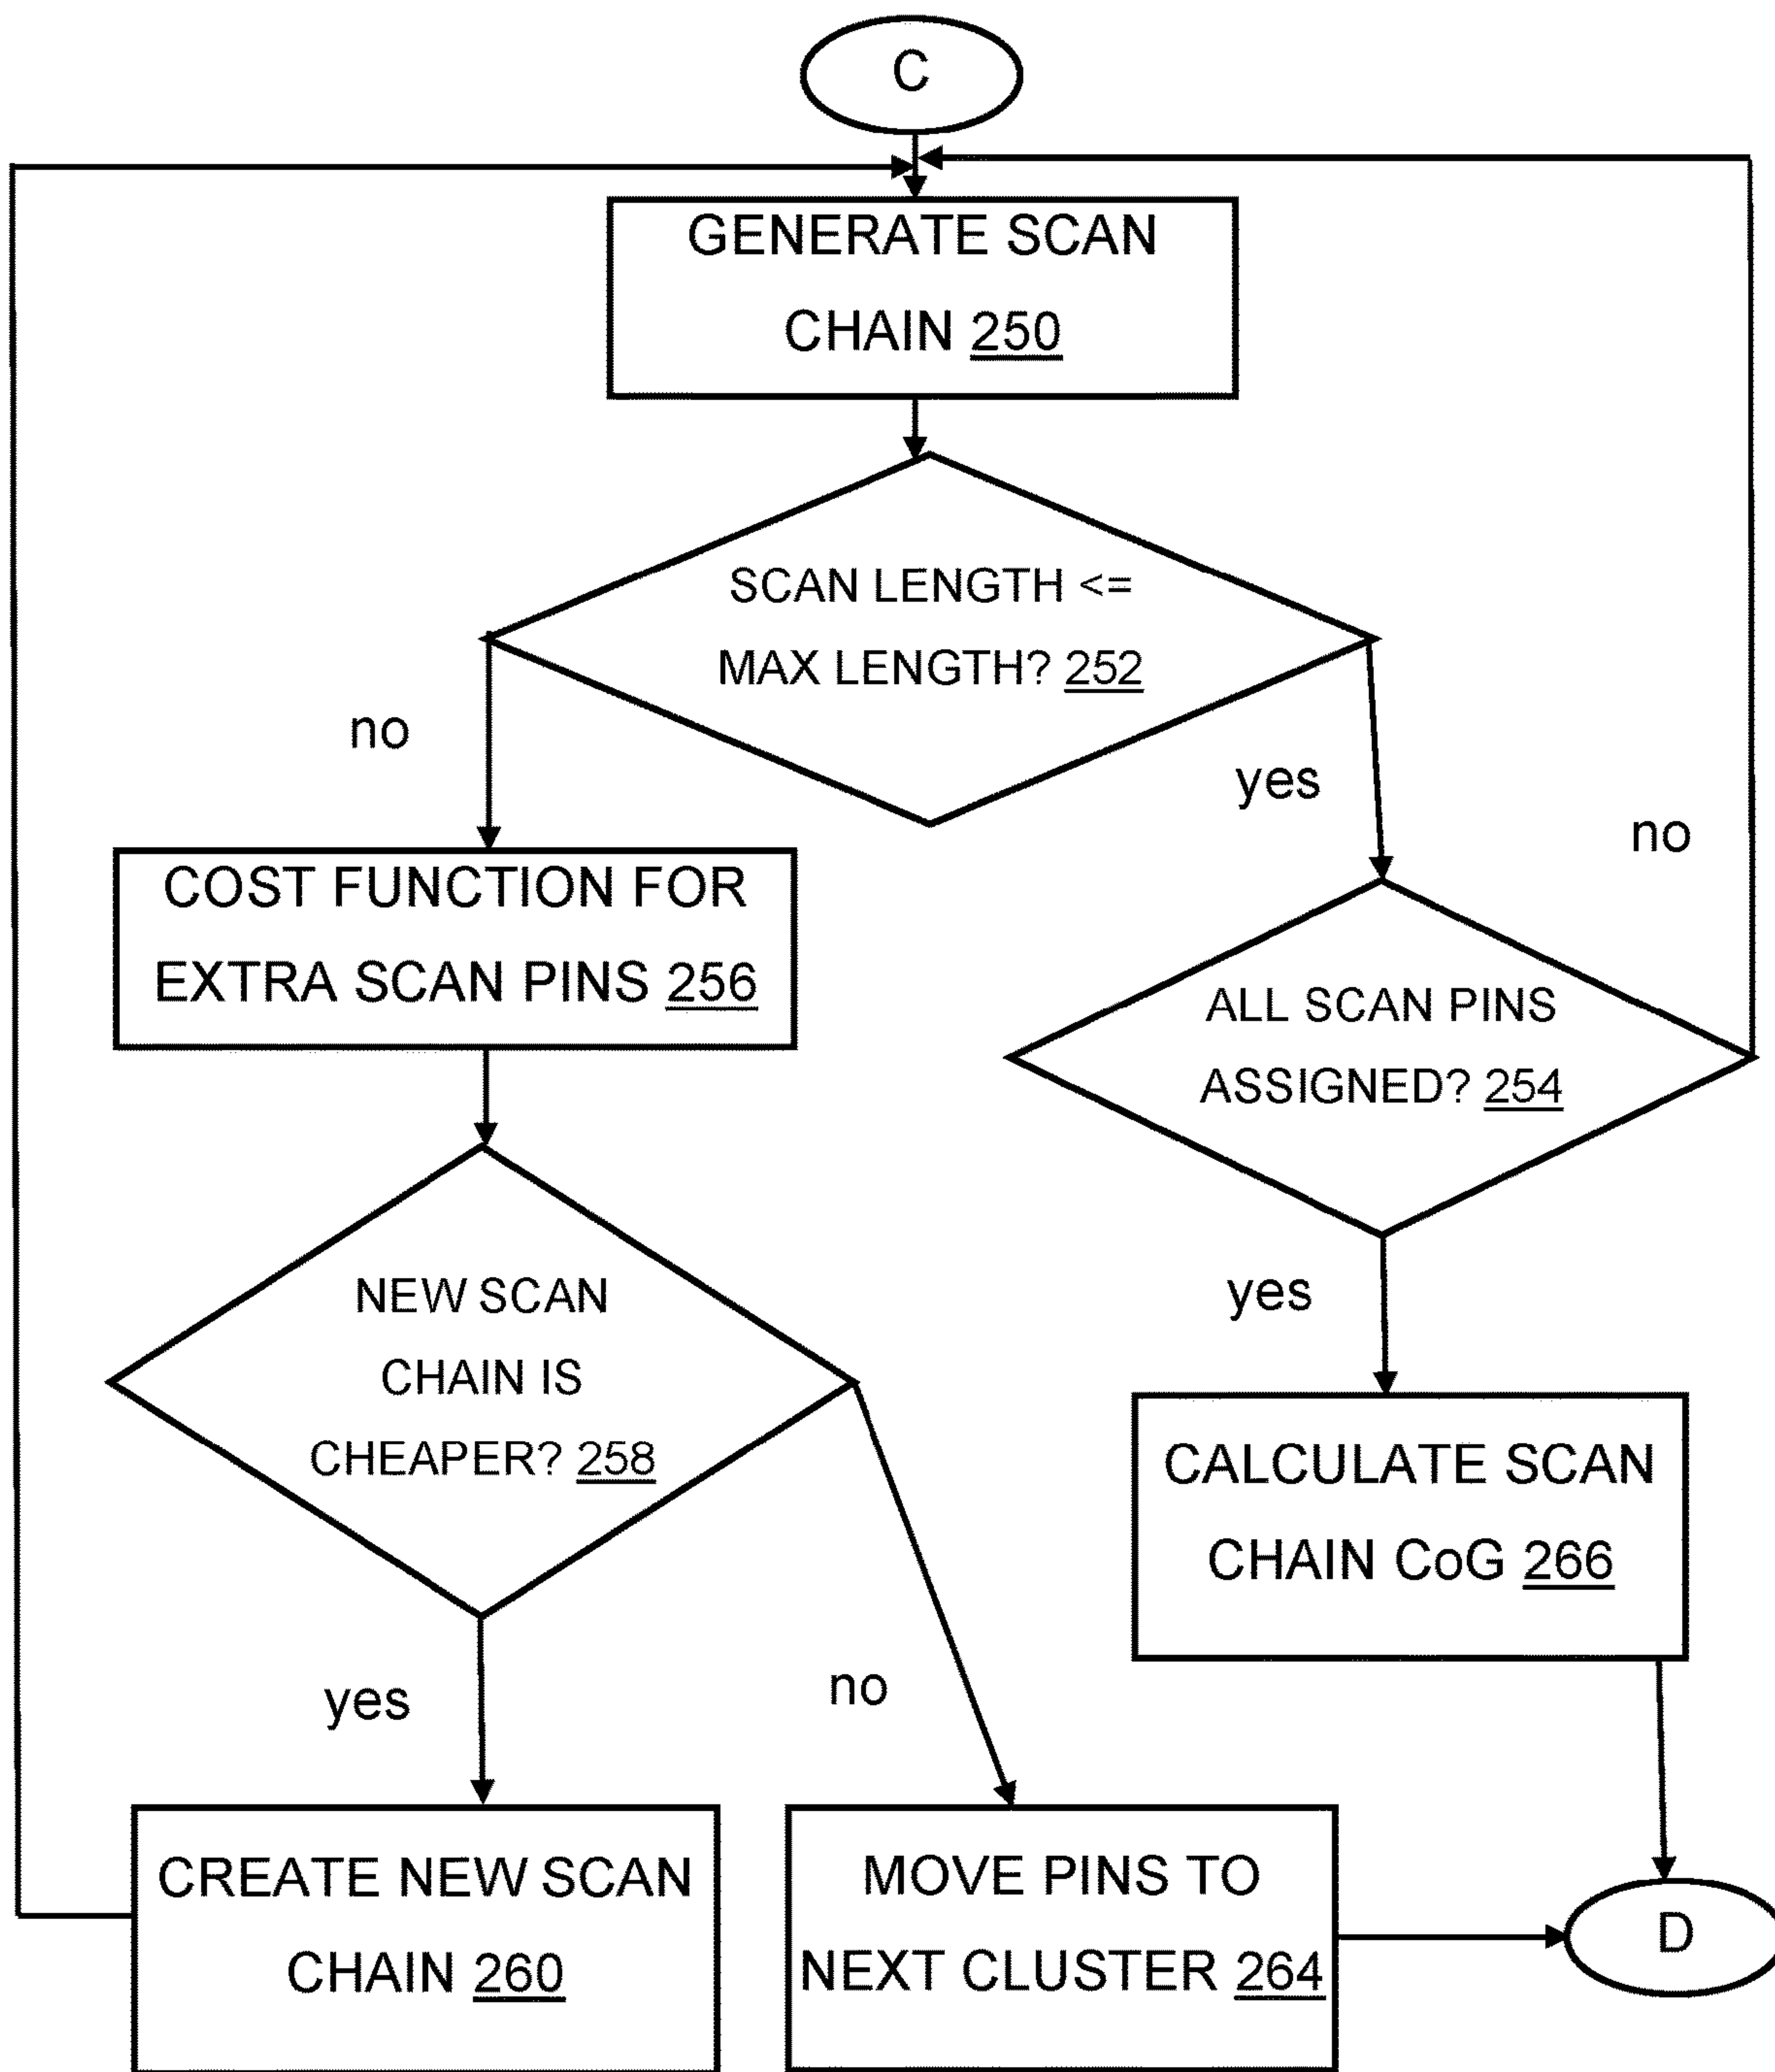 C
GENERATE SCAN
CHAIN 250
SCAN LENGTH <=
MAX LENGTH? 252
no
yes
no
COST FUNCTION FOR
EXTRA SCAN PINS 256
ALL SCAN PINS
ASSIGNED? 254
NEW SCAN
CHAIN IS
CHEAPER? 258
yes
CALCULATE SCAN
CHAIN CoG 266
yes
no
CREATE NEW SCAN
CHAIN 260
MOVE PINS TO
NEXT CLUSTER 264
D